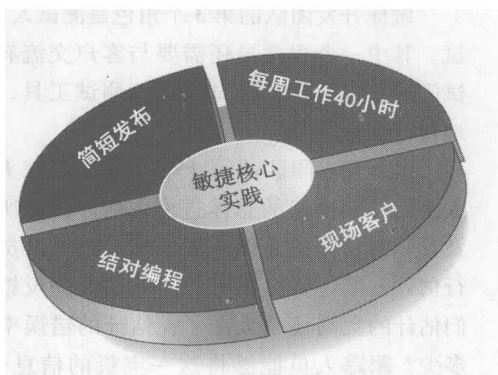 简短发布
每周工作40小时
敏捷核心
实践
结对编程
现场客户